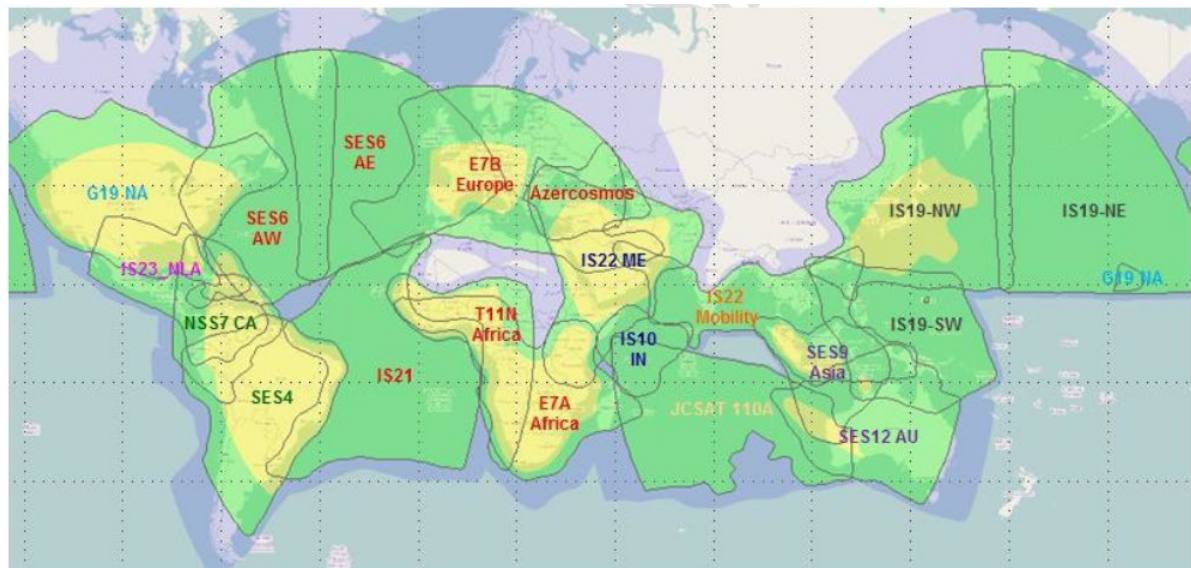 SES6
AE
E7B
Europe
G19 NA
Azercosmos
SES6
AW
IS19-NW
IS19-NE
IS22 ME
IS23_NLA
G19 NA
IS22
Mobility
NSS7 CA
T11N
Africa
IS10
IN
IS19-SW
SES9
Asia
IS21
SES4
E7A
Africa
JCSAT 110A
SES12 AU